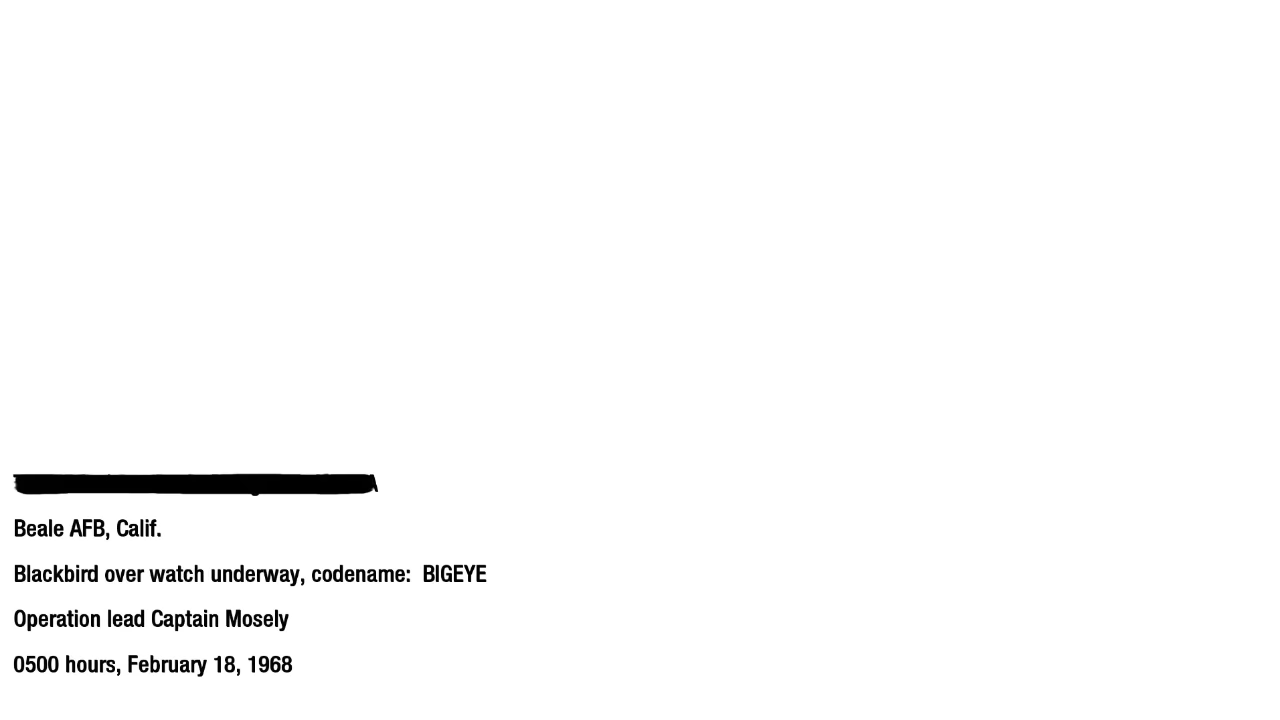 Beale AFB, Calif.
Blackbird over watch underway, codename:  BIGEYE
Operation lead Captain Mosely
0500 hours, February 18, 1968